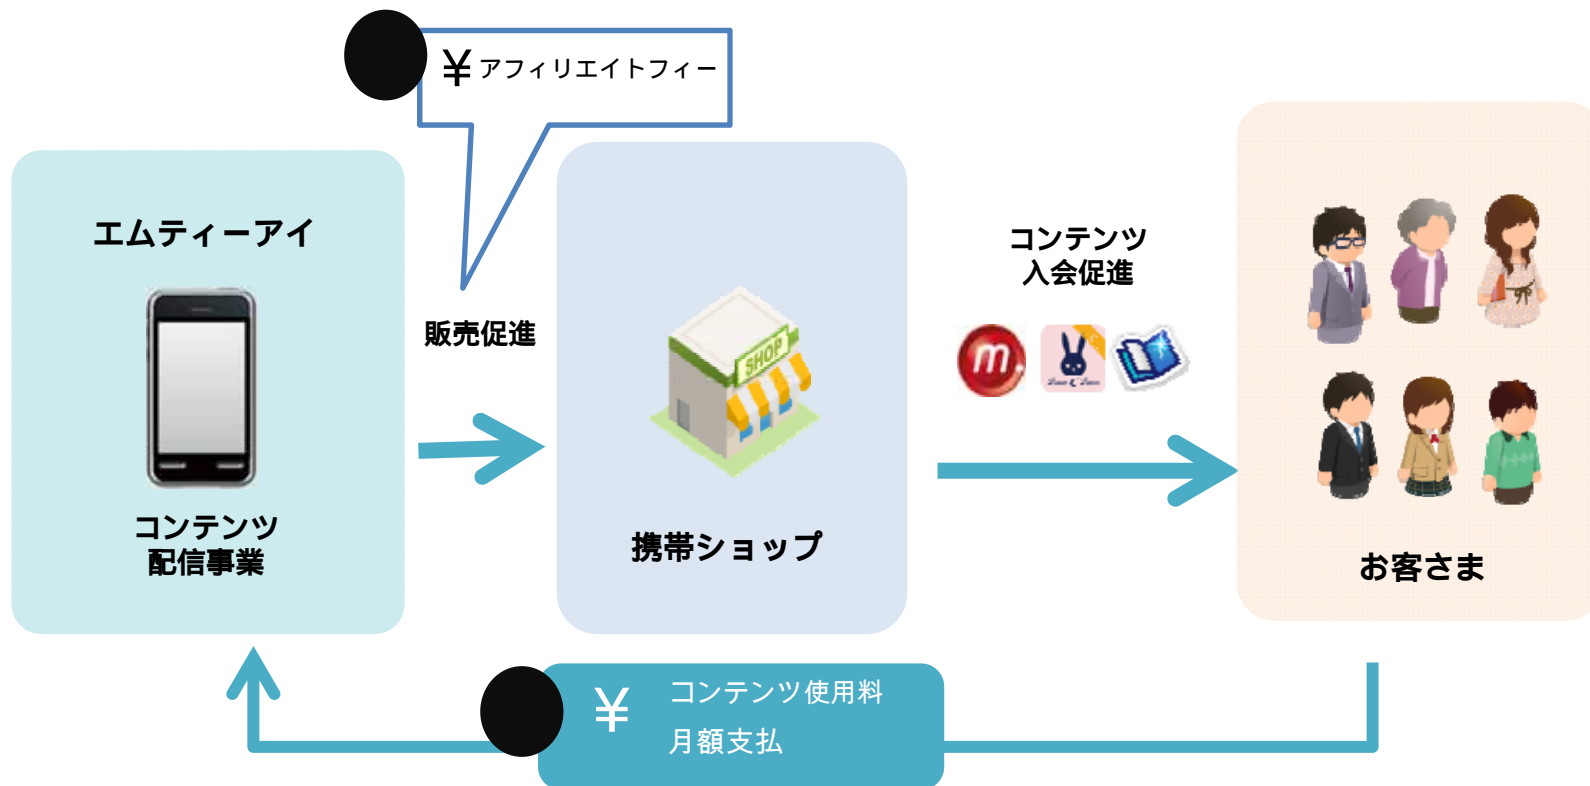 ¥ アフィリエイトフィー
エムティーアイ
コンテンツ
配信事業
販売促進
SHOP
携帯ショップ
コンテンツ
入会促進
m
お客さま
¥ コンテンツ使用料
月額支払